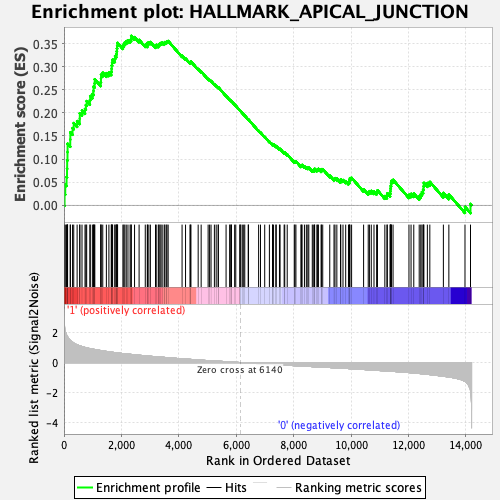 Enrichment plot: HALLMARK_APICAL_JUNCTION
Enrichment score (ES)
0.35
0.30
0.25
0.20
0.15
0.10
0.05
0.00
'1' (positively correlated)
Ranked list metric (Signal2Noise)
2
0
-2
-4
Zero cross at 6140
'0' (negatively correlated)
0
2,000
4,000
6,000
8,000
10,000
12,000
14,000
Rank in Ordered Dataset
Enrichment profile
Hits
Ranking metric scores